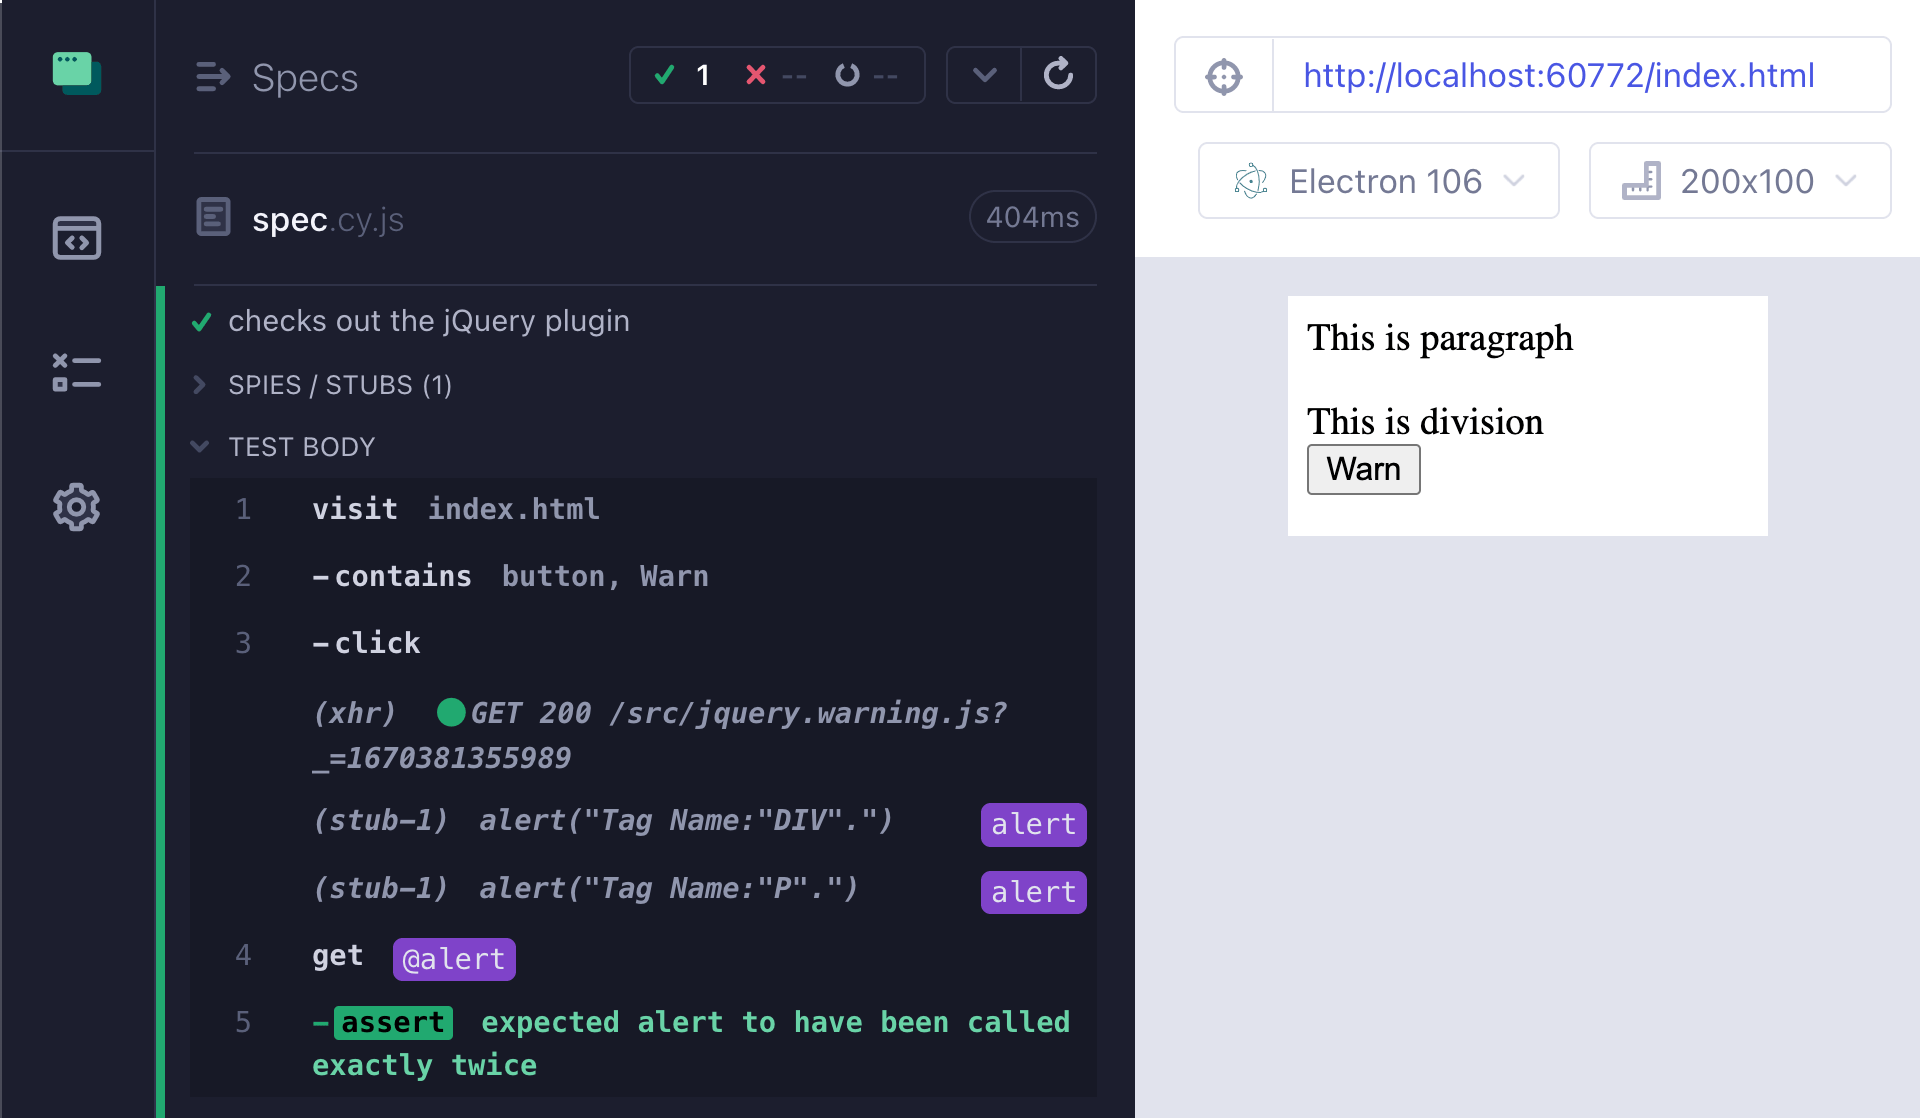 Specs
1 -- --
spec.cy.js
404ms
checks out the jQuery plugin
SPIES / STUBS (1)
TEST BODY
1 visit index.html
2 -contains button, Warn
3 -click
(xhr) GET 200 /src/jquery.warning.js?
_=1670381355989
(stub-1) alert("Tag Name:"DIV".") alert
(stub-1) alert("Tag Name:"P".") alert
4 get @alert
5 -assert expected alert to have been called
exactly twice
http://localhost:60772/index.html
Electron 106
200x100
This is paragraph
This is division
Warn